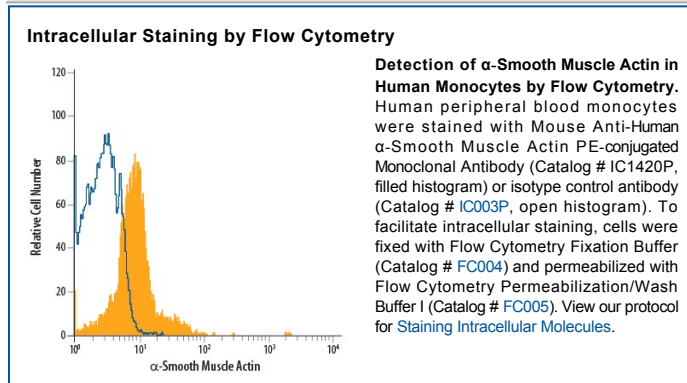 Intracellular Staining by Flow Cytometry
Detection of α-Smooth Muscle Actin in
Human Monocytes by Flow Cytometry.
Human peripheral blood monocytes
were stained with Mouse Anti-Human
α-Smooth Muscle Actin PE-conjugated
Monoclonal Antibody (Catalog # IC1420P,
filled histogram) or isotype control antibody
(Catalog # IC003P, open histogram). To
facilitate intracellular staining, cells were
fixed with Flow Cytometry Fixation Buffer
(Catalog # FC004) and permeabilized with
Flow Cytometry Permeabilization/Wash
Buffer I (Catalog # FC005). View our protocol
for Staining Intracellular Molecules.
Relative Cell Number
120
100
80
60
40
20
0
10⁰ 10¹ 10² 10³ 10⁴
α-Smooth Muscle Actin